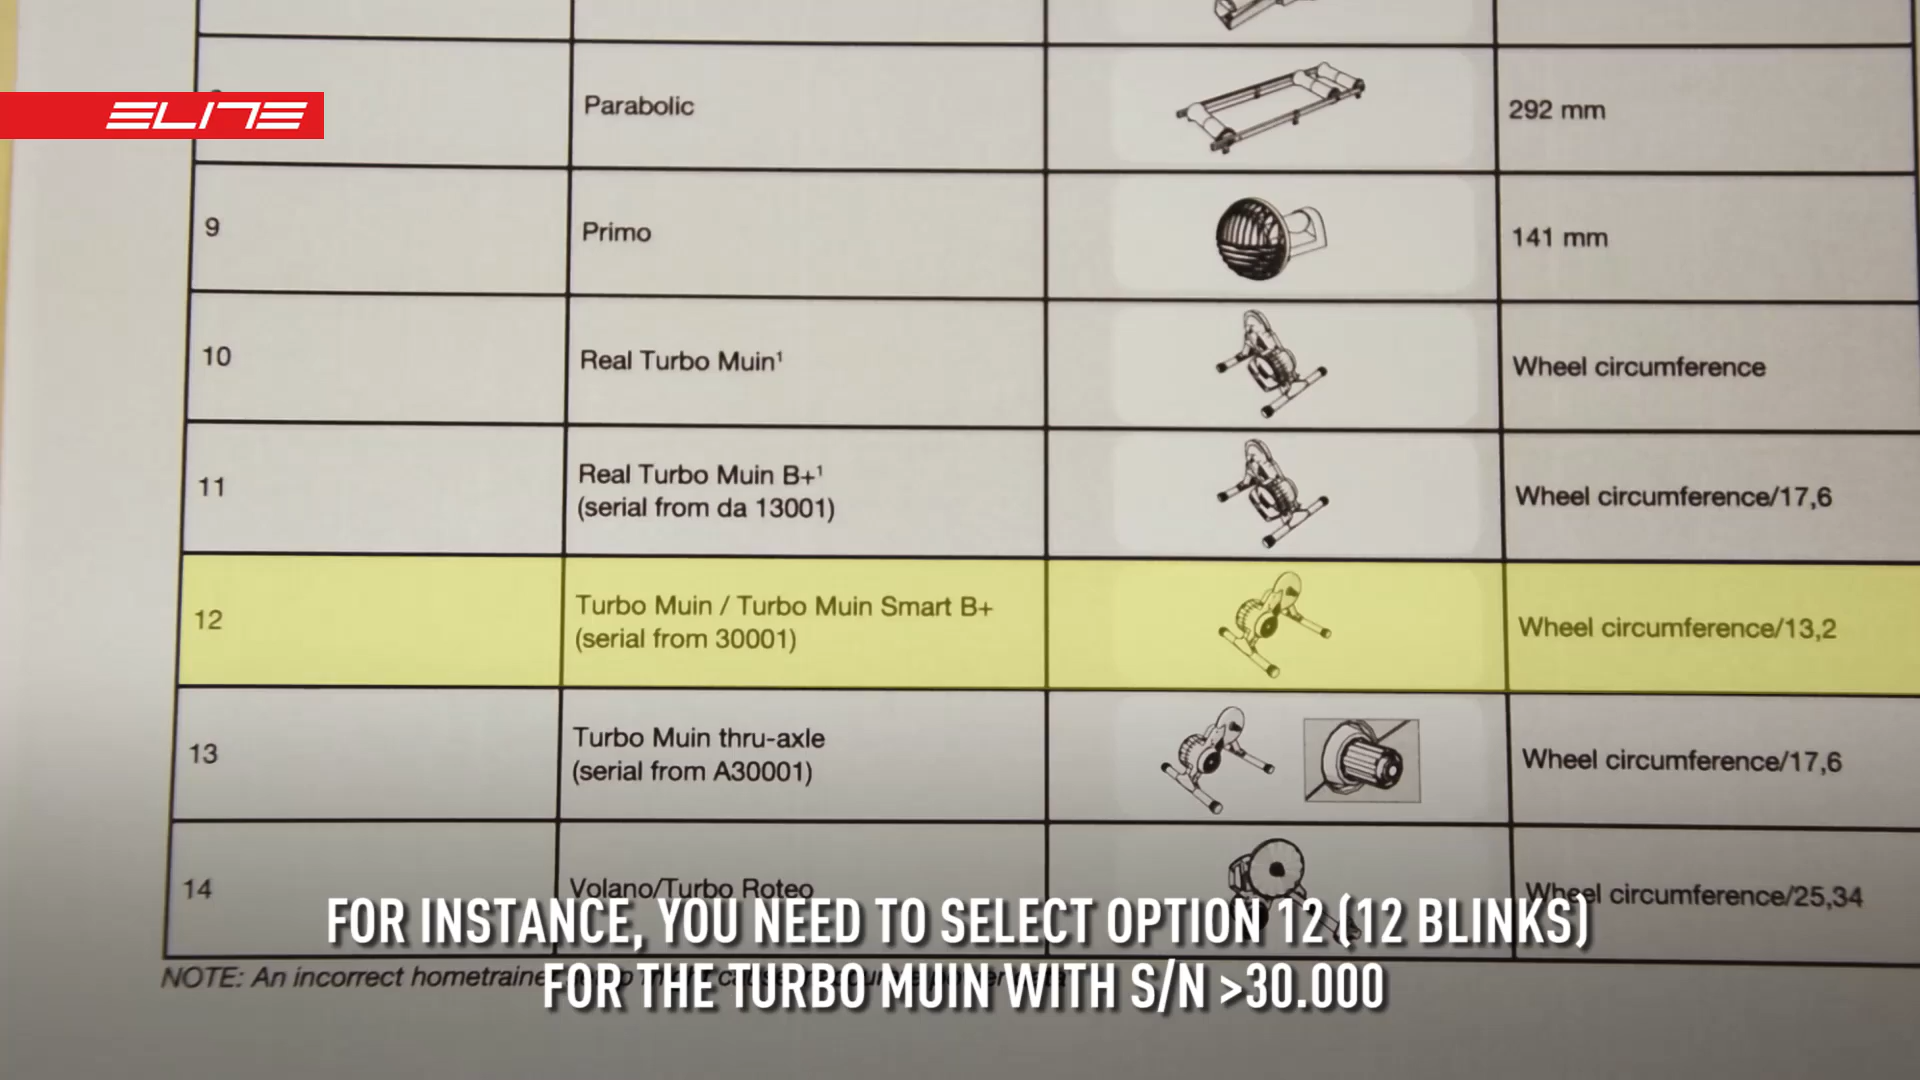 ELITE
Parabolic
292 mm
9
Primo
141 mm
10
Real Turbo Muin¹
Wheel circumference
11
Real Turbo Muin B+¹
(serial from da 13001)
Wheel circumference/17,6
12
Turbo Muin / Turbo Muin Smart B+
(serial from 30001)
Wheel circumference/13,2
13
Turbo Muin thru-axle
(serial from A30001)
Wheel circumference/17,6
14
Volano/Turbo Roteo
Wheel circumference/25,34
FOR INSTANCE, YOU NEED TO SELECT OPTION 12 (12 BLINKS)
FOR THE TURBO MUIN WITH S/N >30.000
NOTE: An incorrect